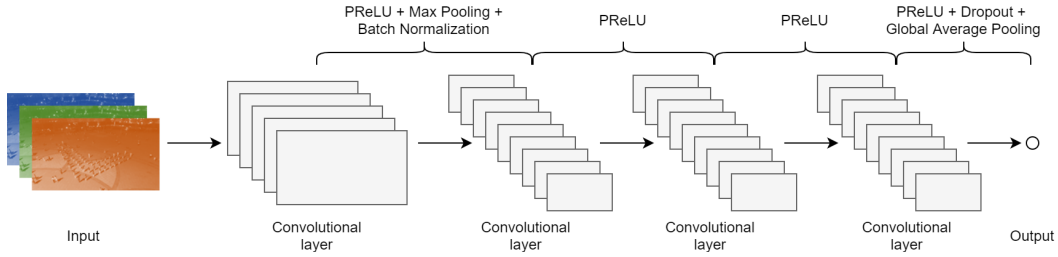 PReLU + Max Pooling +
Batch Normalization
PReLU
PReLU
PReLU + Dropout +
Global Average Pooling
Input
Convolutional
layer
Convolutional
layer
Convolutional
layer
Convolutional
layer
Output